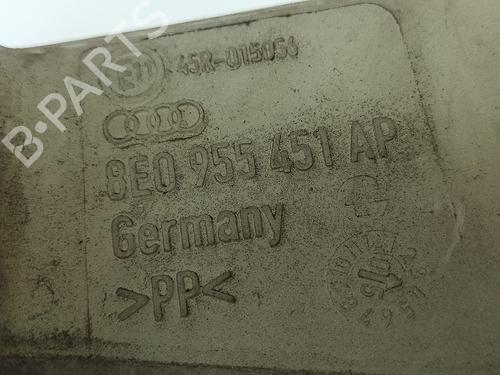 45R-015056
8E0 955 451 AP
Germany
>PP<
B-PARTS